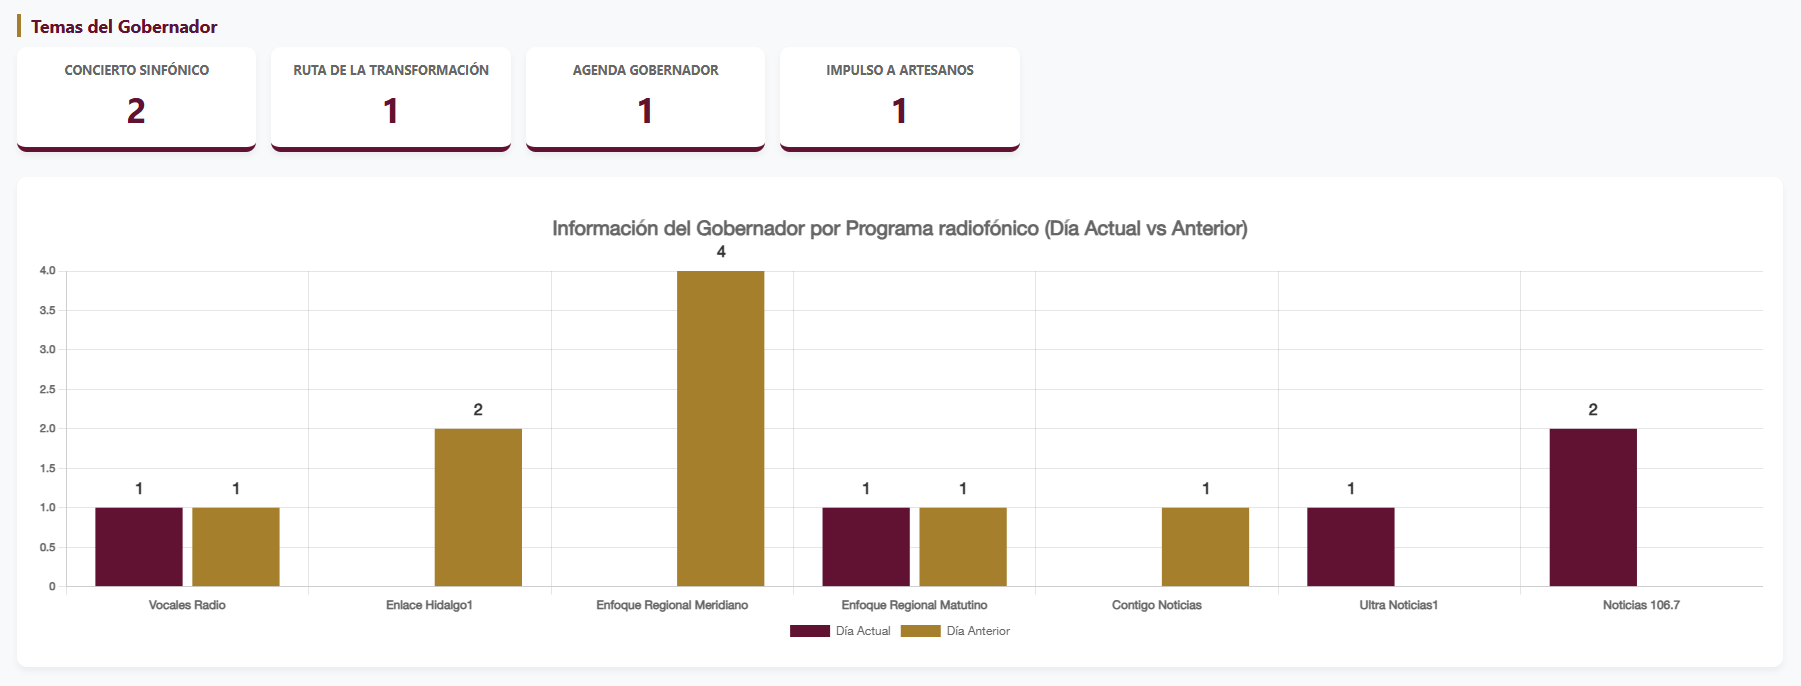 Temas del Gobernador
CONCIERTO SINFÓNICO
2
RUTA DE LA TRANSFORMACIÓN
1
AGENDA GOBERNADOR
1
IMPULSO A ARTESANOS
1
Información del Gobernador por Programa radiofónico (Día Actual vs Anterior)
4.0
3.5
3.0
2.5
2.0
1.5
1.0
0.5
0
1
1
2
4
1
1
1
1
2
Vocales Radio
Enlace Hidalgo1
Enfoque Regional Meridiano
Enfoque Regional Matutino
Contigo Noticias
Ultra Noticias1
Noticias 106.7
Día Actual
Día Anterior